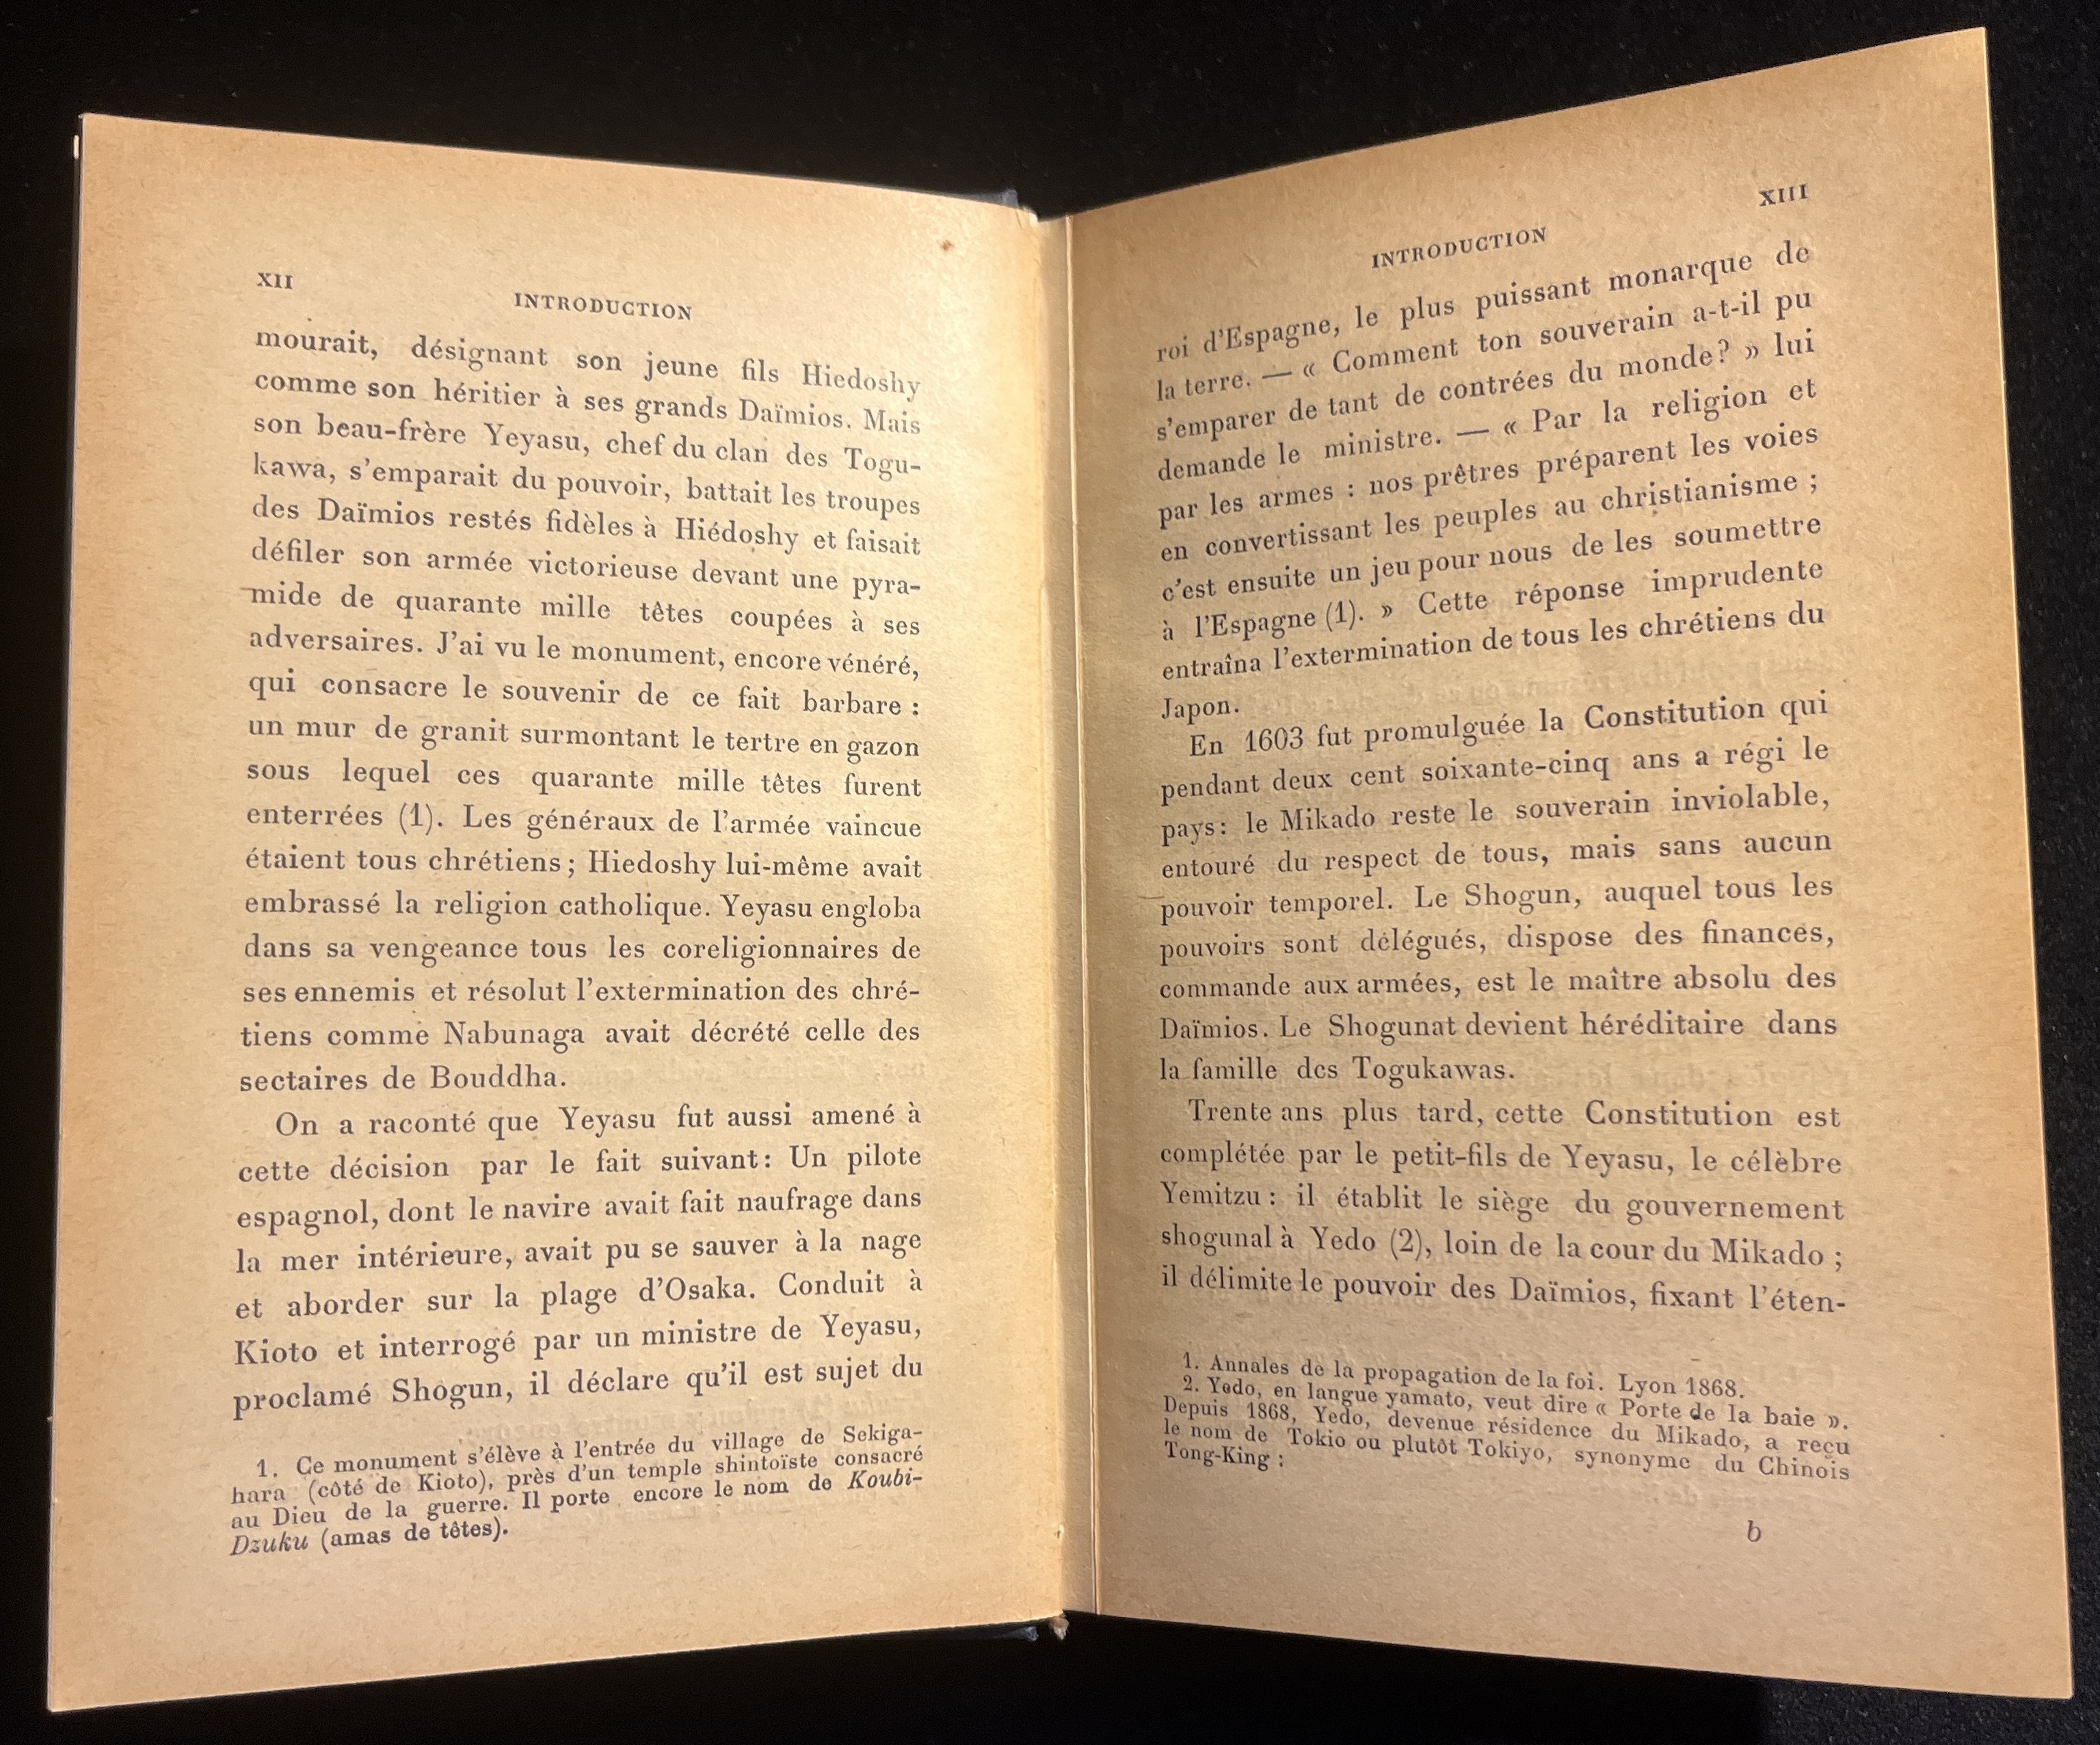 XII
INTRODUCTION
mourait, désignant son jeune fils Hiedoshy
comme son héritier à ses grands Daïmios. Mais
son beau-frère Yeyasu, chef du clan des Togu-
kawa, s'emparait du pouvoir, battait les troupes
des Daïmios restés fidèles à Hiédoshy et faisait
défiler son armée victorieuse devant une pyra-
mide de quarante mille têtes coupées à ses
adversaires. J'ai vu le monument, encore vénéré,
qui consacre le souvenir de ce fait barbare :
un mur de granit surmontant le tertre en gazon
sous lequel ces quarante mille têtes furent
enterrées (1). Les généraux de l'armée vaincue
étaient tous chrétiens ; Hiedoshy lui-même avait
embrassé la religion catholique. Yeyasu engloba
dans sa vengeance tous les coreligionnaires de
ses ennemis et résolut l'extermination des chré-
tiens comme Nabunaga avait décrété celle des
sectaires de Bouddha.
On a raconté que Yeyasu fut aussi amené à
cette décision par le fait suivant : Un pilote
espagnol, dont le navire avait fait naufrage dans
la mer intérieure, avait pu se sauver à la nage
et aborder sur la plage d'Osaka. Conduit à
Kioto et interrogé par un ministre de Yeyasu,
proclamé Shogun, il déclare qu'il est sujet du
1. Ce monument s'élève à l'entrée du village de Sekiga-
hara (côté de Kioto), près d'un temple shintoïste consacré
au Dieu de la guerre. Il porte encore le nom de Koubi-
Dzuku (amas de têtes).
XIII
INTRODUCTION
roi d'Espagne, le plus puissant monarque de
la terre. — « Comment ton souverain a-t-il pu
s'emparer de tant de contrées du monde ? » lui
demande le ministre. — « Par la religion et
par les armes : nos prêtres préparent les voies
en convertissant les peuples au christianisme ;
c'est ensuite un jeu pour nous de les soumettre
à l'Espagne (1). » Cette réponse imprudente
entraîna l'extermination de tous les chrétiens du
Japon.
En 1603 fut promulguée la Constitution qui
pendant deux cent soixante-cinq ans a régi le
pays : le Mikado reste le souverain inviolable,
entouré du respect de tous, mais sans aucun
pouvoir temporel. Le Shogun, auquel tous les
pouvoirs sont délégués, dispose des finances,
commande aux armées, est le maître absolu des
Daïmios. Le Shogunat devient héréditaire dans
la famille des Togukawas.
Trente ans plus tard, cette Constitution est
complétée par le petit-fils de Yeyasu, le célèbre
Yemitzu : il établit le siège du gouvernement
shogunal à Yedo (2), loin de la cour du Mikado ;
il délimite le pouvoir des Daïmios, fixant l'éten-
1. Annales de la propagation de la foi. Lyon 1868.
2. Yedo, en langue yamato, veut dire « Porte de la baie ».
Depuis 1868, Yedo, devenue résidence du Mikado, a reçu
le nom de Tokio ou plutôt Tokiyo, synonyme du Chinois
Tong-King ;
b